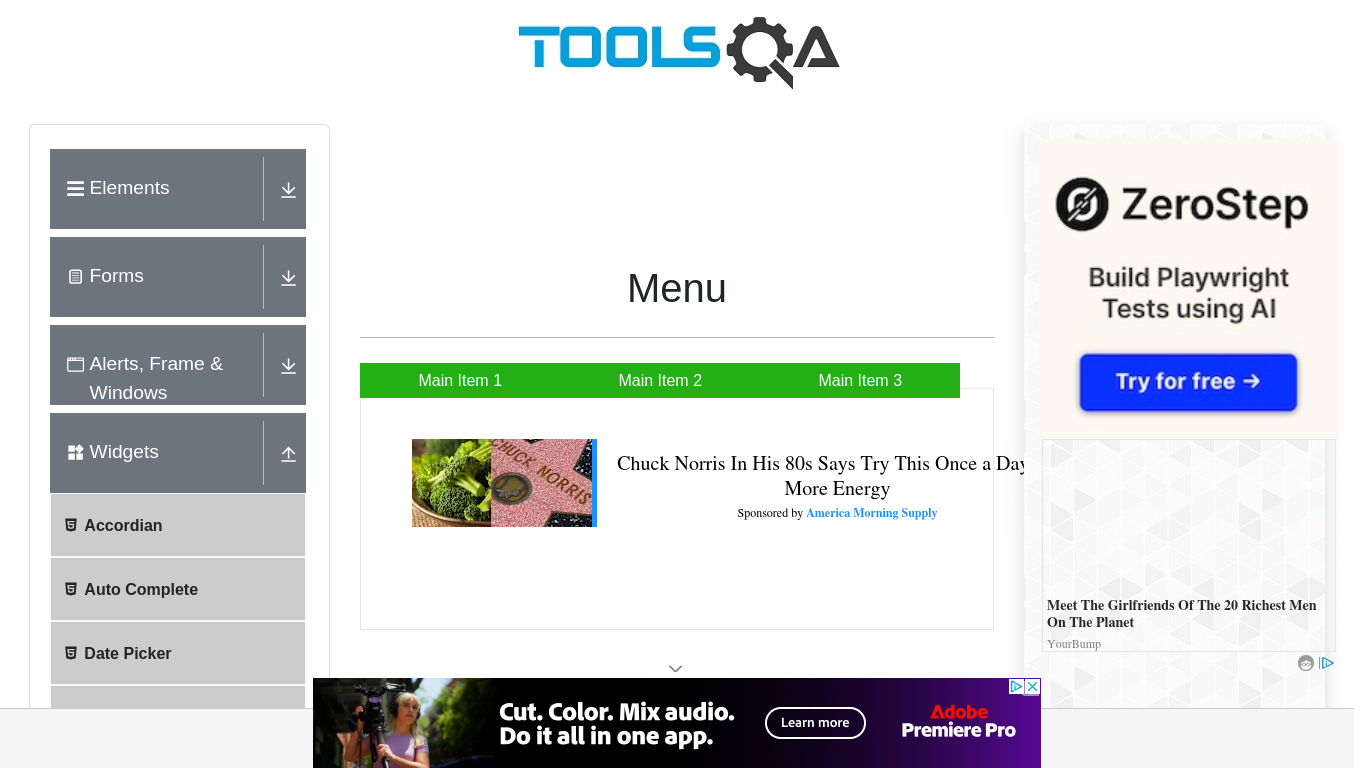 TOOLSQA
Elements
Forms
Alerts, Frame &
Windows
Widgets
Accordian
Auto Complete
Date Picker
Menu
Main Item 1
Main Item 2
Main Item 3
CHUCK NORRIS
Chuck Norris In His 80s Says Try This Once a Day
More Energy
Sponsored by America Morning Supply
ZeroStep
Build Playwright
Tests using AI
Try for free →
Meet The Girlfriends Of The 20 Richest Men
On The Planet
YourBump
Cut. Color. Mix audio.
Do it all in one app.
Learn more
Adobe
Premiere Pro